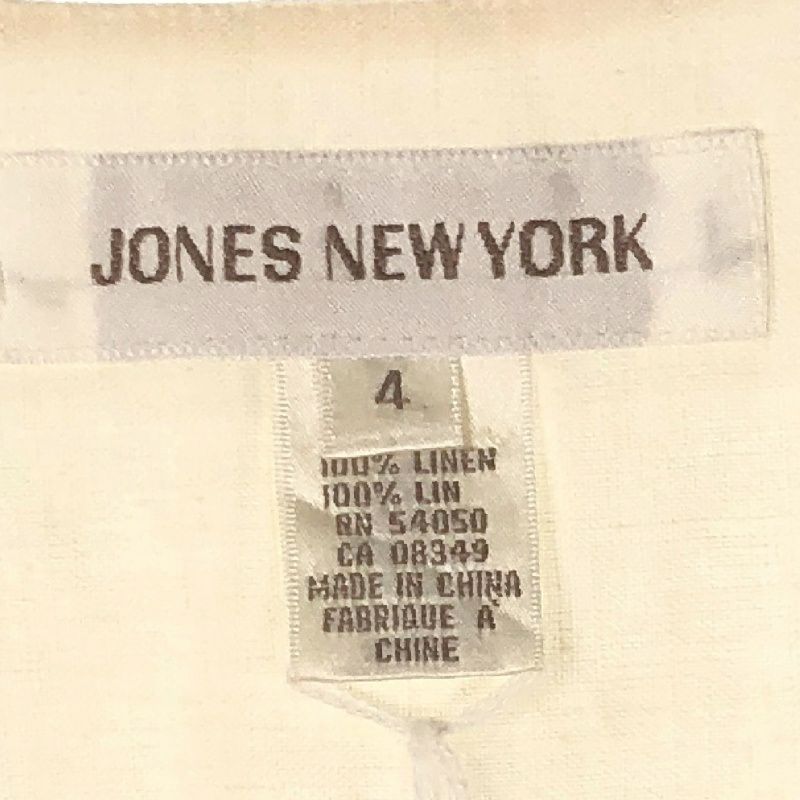 JONES NEW YORK
4
100% LINEN
100% LIN
RN 54050
CA 08349
MADE IN CHINA
FABRIQUE À
CHINE